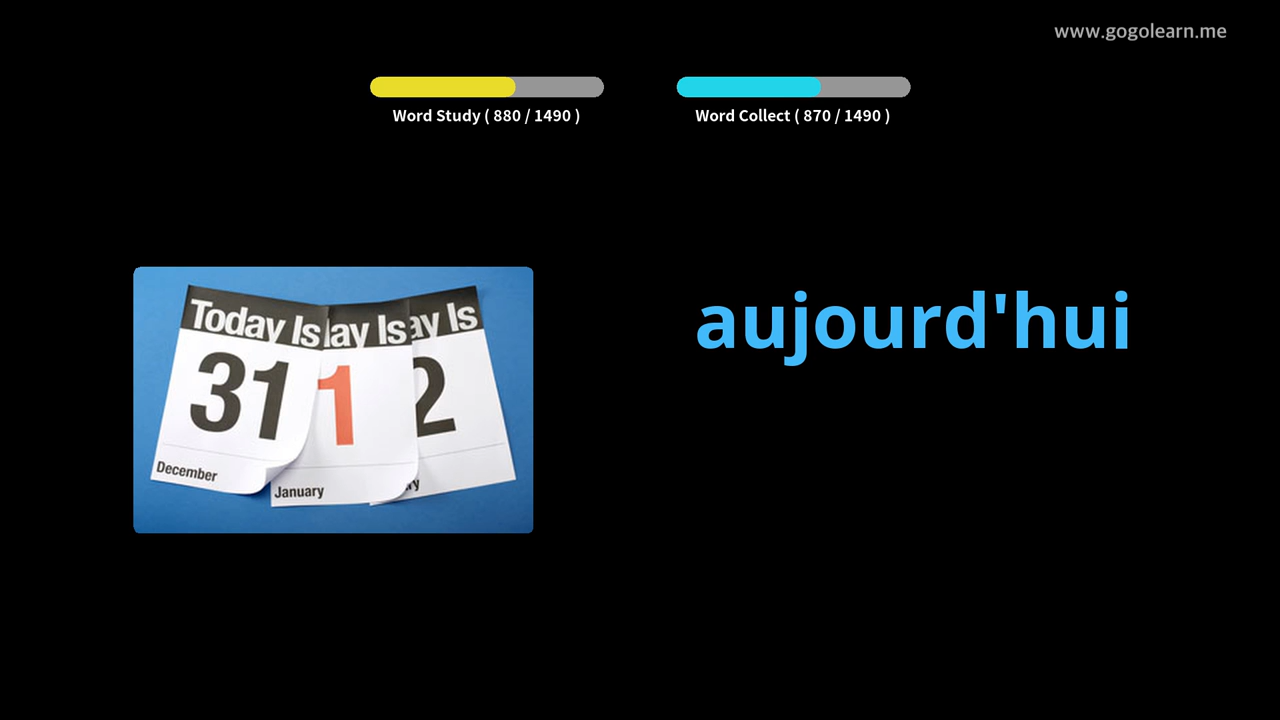 www.gogolearn.me
Word Study ( 880 / 1490 )
Word Collect ( 870 / 1490 )
Today Is
31
December
lay Is
1
January
ay Is
2
ry
aujourd'hui